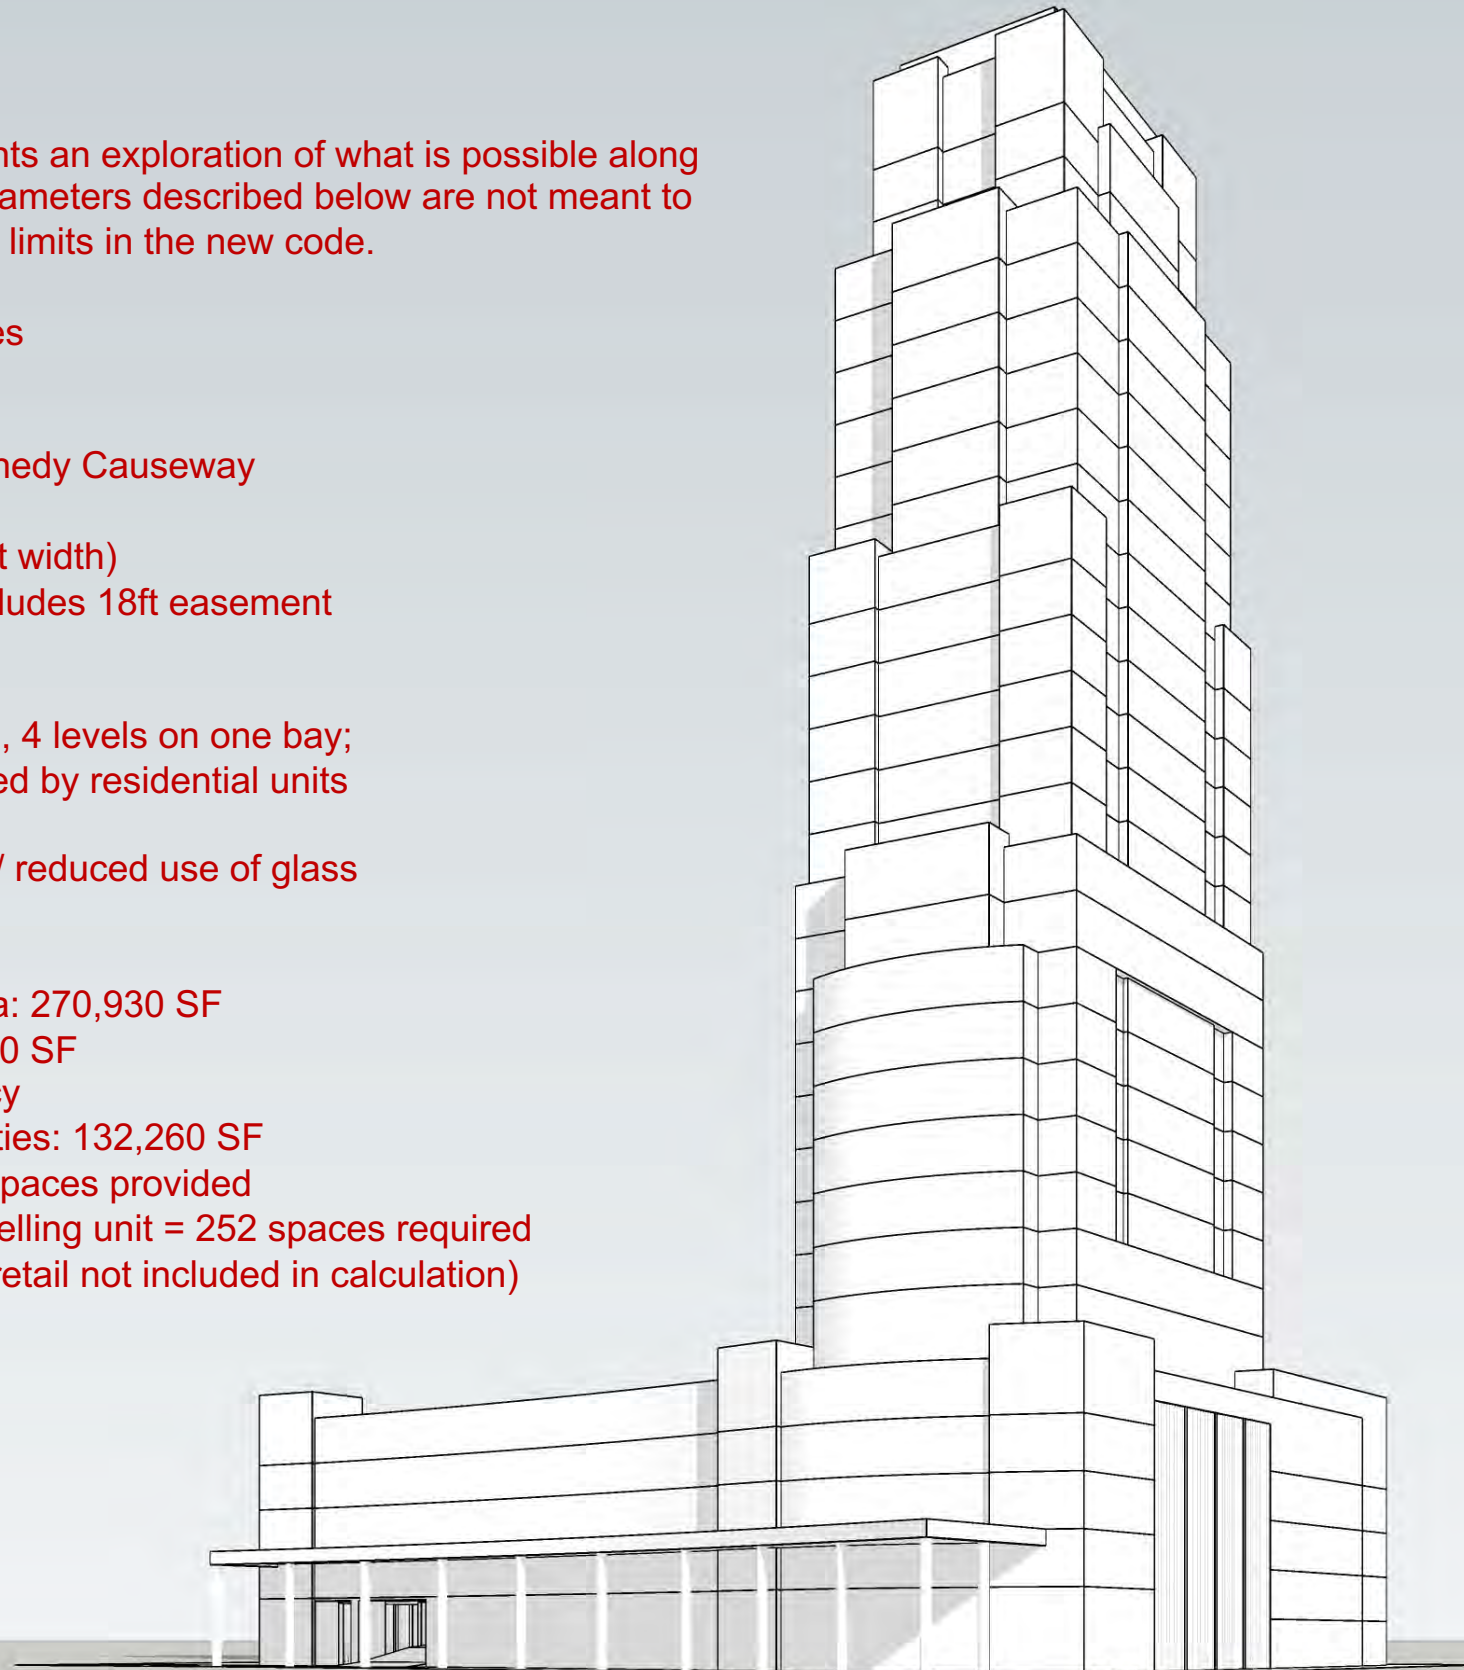 nts an exploration of what is possible along
ameters described below are not meant to
limits in the new code.
es
nedy Causeway
t width)
ludes 18ft easement
, 4 levels on one bay;
ed by residential units
/ reduced use of glass
a: 270,930 SF
0 SF
cy
ties: 132,260 SF
spaces provided
elling unit = 252 spaces required
retail not included in calculation)